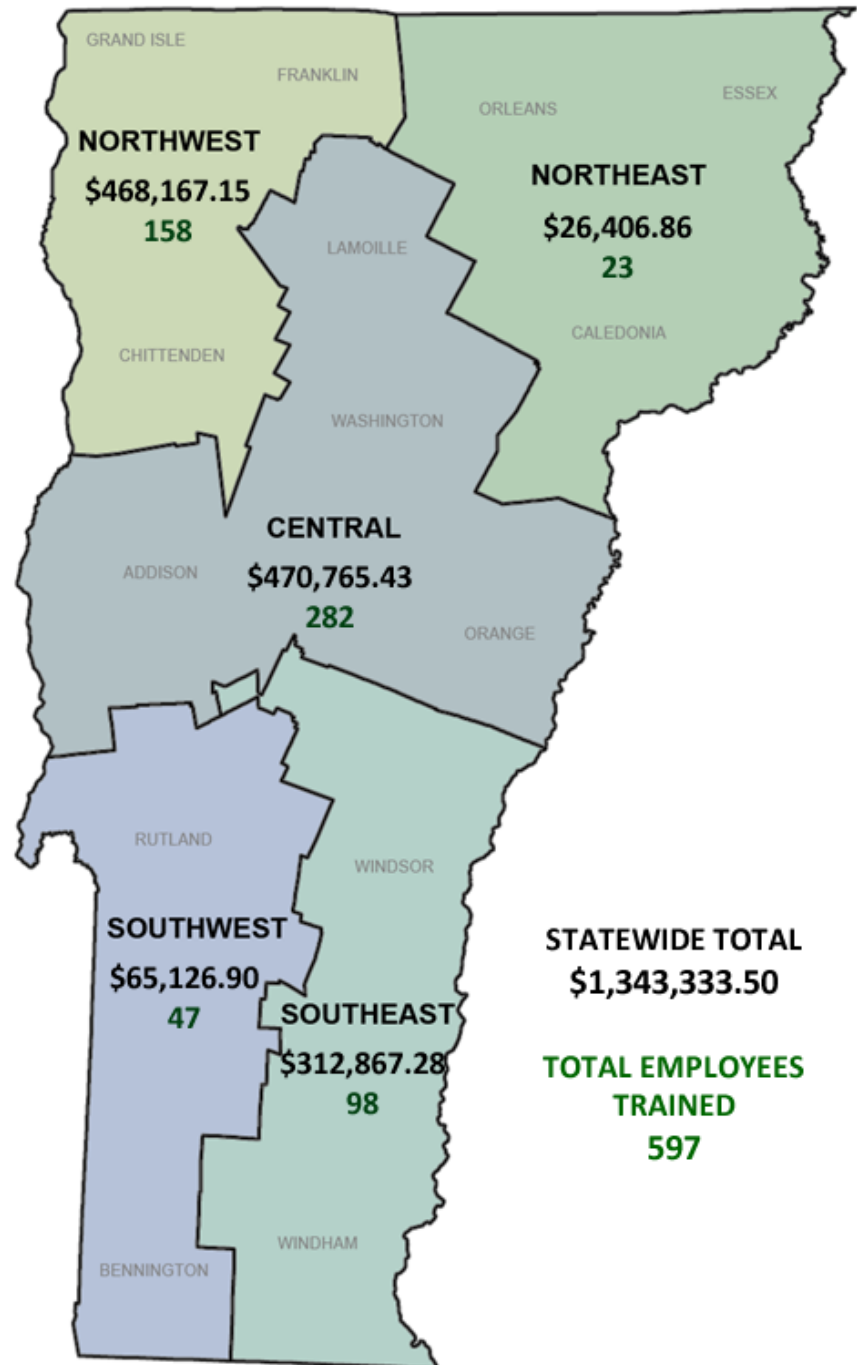 GRAND ISLE
FRANKLIN
NORTHWEST
$468,167.15
158
CHITTENDEN
ORLEANS
ESSEX
NORTHEAST
$26,406.86
23
CALEDONIA
LAMOILLE
WASHINGTON
CENTRAL
$470,765.43
282
ADDISON
ORANGE
RUTLAND
SOUTHWEST
$65,126.90
47
BENNINGTON
WINDSOR
SOUTHEAST
$312,867.28
98
WINDHAM
STATEWIDE TOTAL
$1,343,333.50
TOTAL EMPLOYEES
TRAINED
597